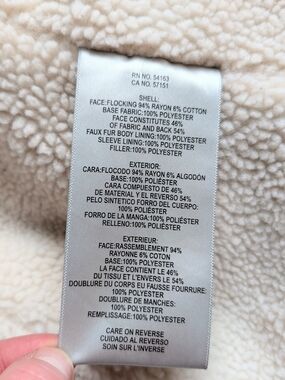 RN NO. 54163
CA NO. 57151
SHELL:
FACE:FLOCKING 94% RAYON 6% COTTON
BASE FABRIC:100% POLYESTER
FACE CONSTITUTES 46%
OF FABRIC AND BACK 54%
FAUX FUR BODY LINING:100% POLYESTER
SLEEVE LINING:100% POLYESTER
FILLER:100% POLYESTER
EXTERIOR:
CARA:FLOCODO 94% RAYON 6% ALGODÓN
BASE:100% POLIÉSTER
CARA COMPUESTO DE 46%
DE MATERIAL Y EL REVERSO 54%
PELO SINTETICO FORRO DEL CUERPO:
100% POLIÉSTER
FORRO DE LA MANGA:100% POLIÉSTER
RELLENO:100% POLIÉSTER
EXTERIEUR:
FACE:RASSEMBLEMENT 94%
RAYONNE 6% COTON
BASE:100% POLYESTER
LA FACE CONTIENT LE 46%
DU TISSU ET L'ENVERS LE 54%
DOUBLURE DU CORPS EU FAUSSE FOURRURE:
100% POLYESTER
DOUBLURE DE MANCHES:
100% POLYESTER
REMPLISSAGE:100% POLYESTER
CARE ON REVERSE
CUIDADO AL REVERSO
SOIN SUR L'INVERSE